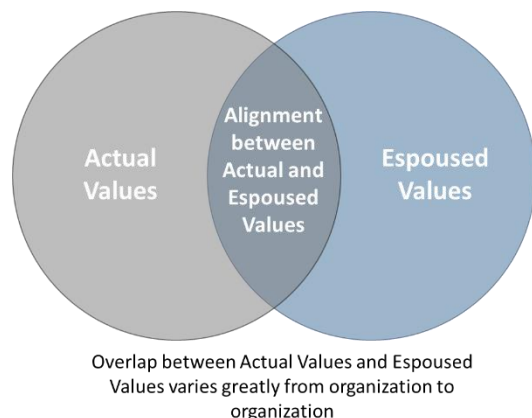 Actual
Values
Alignment
between
Actual and
Espoused
Values
Espoused
Values
Overlap between Actual Values and Espoused
Values varies greatly from organization to
organization